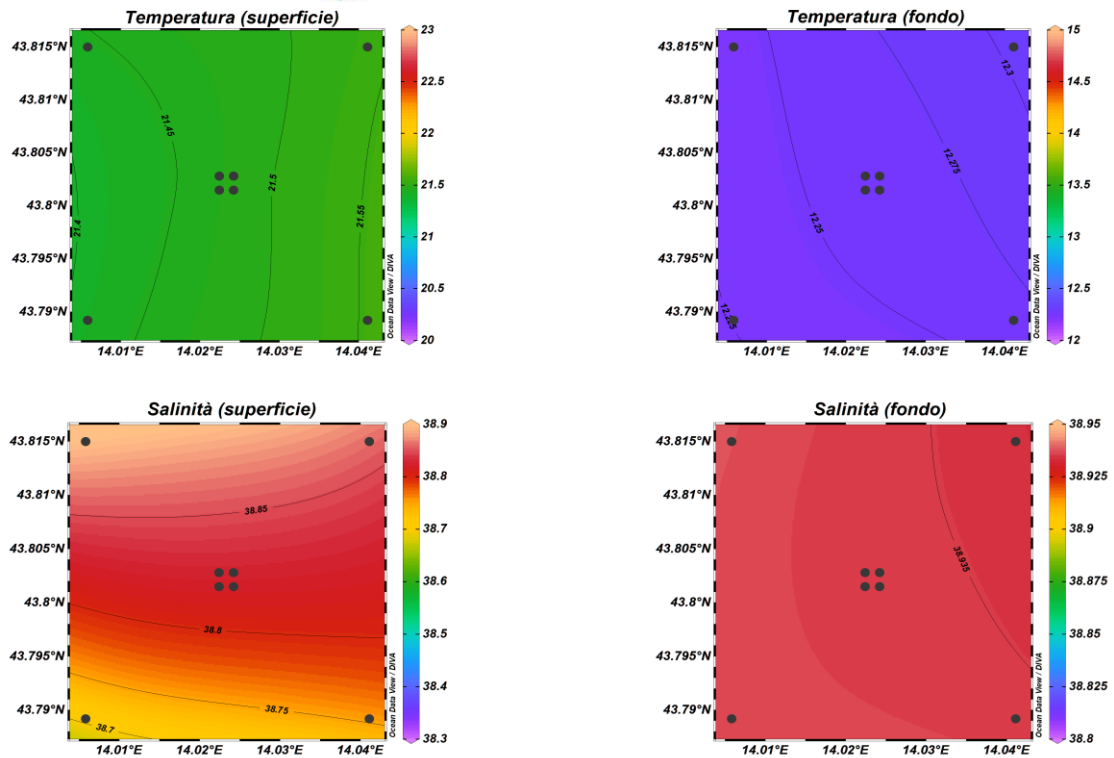 Temperatura (superficie)
43.815°N
43.81°N
43.805°N
43.8°N
43.795°N
43.79°N
14.01°E 14.02°E 14.03°E 14.04°E
21.4
21.45
21.5
21.55
Ocean Data View / DIVA
23
22.5
22
21.5
21
20.5
20
Temperatura (fondo)
43.815°N
43.81°N
43.805°N
43.8°N
43.795°N
43.79°N
14.01°E 14.02°E 14.03°E 14.04°E
12.225
12.25
12.275
12.3
Ocean Data View / DIVA
15
14.5
14
13.5
13
12.5
12
Salinità (superficie)
43.815°N
43.81°N
43.805°N
43.8°N
43.795°N
43.79°N
14.01°E 14.02°E 14.03°E 14.04°E
38.85
38.8
38.75
38.7
Ocean Data View / DIVA
38.9
38.8
38.7
38.6
38.5
38.4
38.3
Salinità (fondo)
43.815°N
43.81°N
43.805°N
43.8°N
43.795°N
43.79°N
14.01°E 14.02°E 14.03°E 14.04°E
38.935
Ocean Data View / DIVA
38.95
38.925
38.9
38.875
38.85
38.825
38.8